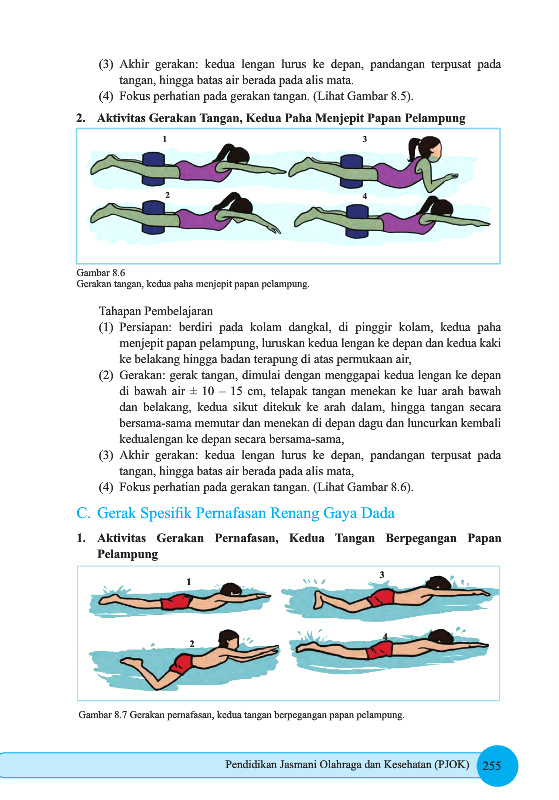 (3) Akhir gerakan: kedua lengan lurus ke depan, pandangan terpusat pada
tangan, hingga batas air berada pada alis mata.
(4) Fokus perhatian pada gerakan tangan. (Lihat Gambar 8.5).
2. Aktivitas Gerakan Tangan, Kedua Paha Menjepit Papan Pelampung
1
3
2
4
Gambar 8.6
Gerakan tangan, kedua paha menjepit papan pelampung.
Tahapan Pembelajaran
(1) Persiapan: berdiri pada kolam dangkal, di pinggir kolam, kedua paha
menjepit papan pelampung, luruskan kedua lengan ke depan dan kedua kaki
ke belakang hingga badan terapung di atas permukaan air,
(2) Gerakan: gerak tangan, dimulai dengan menggapai kedua lengan ke depan
di bawah air ± 10 – 15 cm, telapak tangan menekan ke luar arah bawah
dan belakang, kedua sikut ditekuk ke arah dalam, hingga tangan secara
bersama-sama memutar dan menekan di depan dagu dan luncurkan kembali
kedualengan ke depan secara bersama-sama,
(3) Akhir gerakan: kedua lengan lurus ke depan, pandangan terpusat pada
tangan, hingga batas air berada pada alis mata,
(4) Fokus perhatian pada gerakan tangan. (Lihat Gambar 8.6).
C. Gerak Spesifik Pernafasan Renang Gaya Dada
1. Aktivitas Gerakan Pernafasan, Kedua Tangan Berpegangan Papan
Pelampung
1
3
2
4
Gambar 8.7 Gerakan pernafasan, kedua tangan berpegangan papan pelampung.
Pendidikan Jasmani Olahraga dan Kesehatan (PJOK) 255